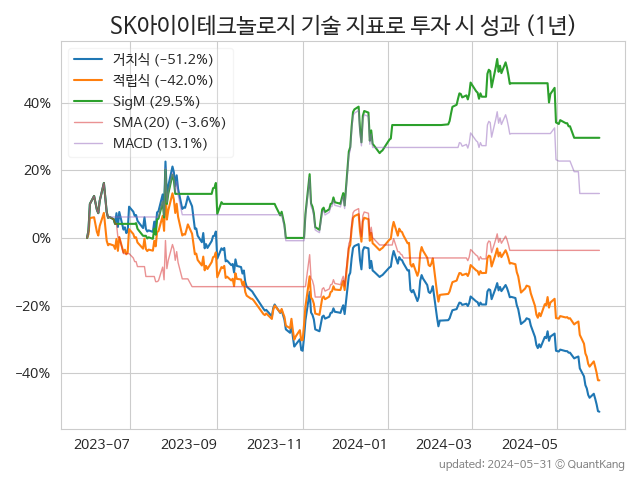 SK아이이테크놀로지 기술 지표로 투자 시 성과 (1년)
거치식 (−51.2%)
적립식 (−42.0%)
SigM (29.5%)
SMA(20) (−3.6%)
MACD (13.1%)
40%
20%
0%
−20%
−40%
2023-07
2023-09
2023-11
2024-01
2024-03
2024-05
updated: 2024-05-31 © QuantKang